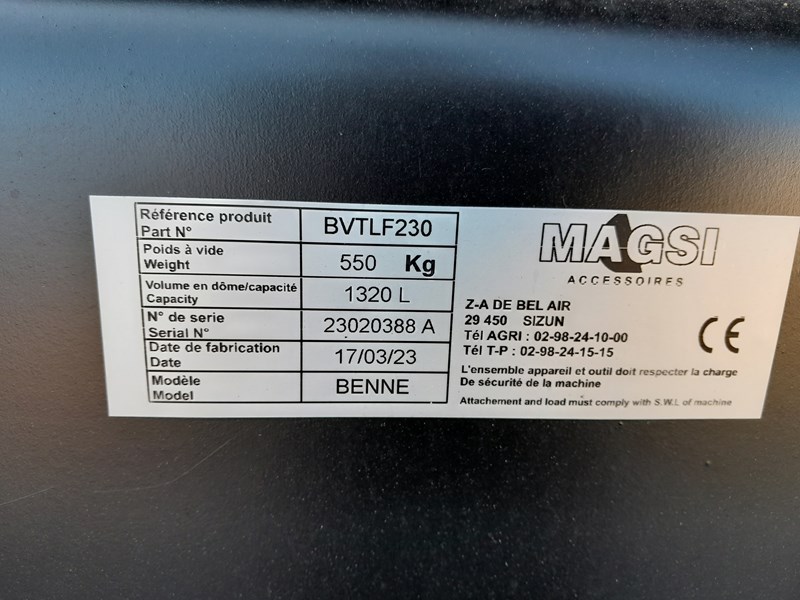 Référence produit
Part N°
BVTLF230
Poids à vide
Weight
550 Kg
Volume en dôme/capacité
Capacity
1320 L
N° de serie
Serial N°
23020388 A
Date de fabrication
Date
17/03/23
Modèle
Model
BENNE
MAGSI
ACCESSOIRES
Z-A DE BEL AIR
29 450 SIZUN
Tél AGRI : 02-98-24-10-00
Tél T-P : 02-98-24-15-15
CE
L'ensemble appareil et outil doit respecter la charge
De sécurité de la machine
Attachement and load must comply with S.W.L of machine